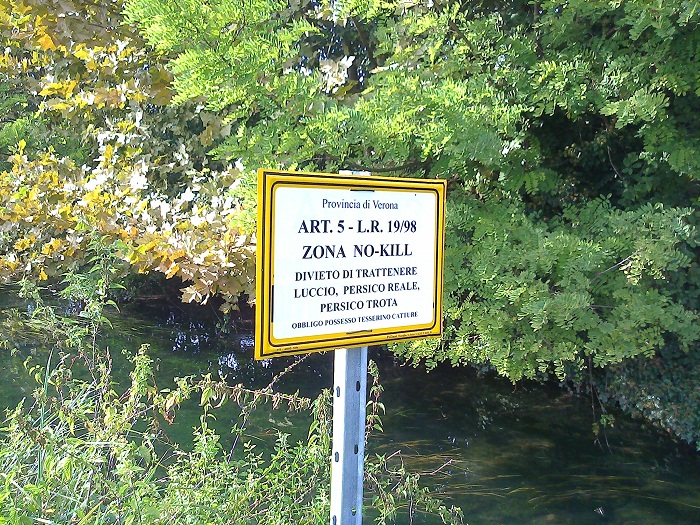 Provincia di Verona
ART. 5 - L.R. 19/98
ZONA NO-KILL
DIVIETO DI TRATTENERE
LUCCIO, PERSICO REALE,
PERSICO TROTA
OBBLIGO POSSESSO TESSERINO CATTURE